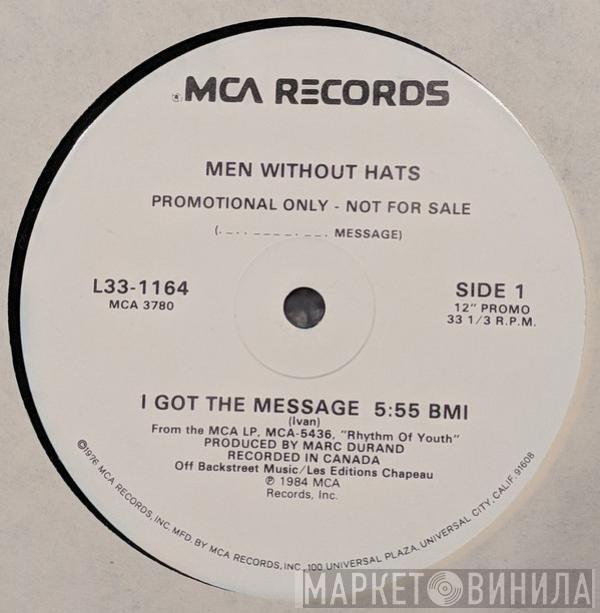 MCA RECORDS
MEN WITHOUT HATS
PROMOTIONAL ONLY - NOT FOR SALE
(. _ . . _ _ _ _ . _ _ . MESSAGE)
L33-1164
MCA 3780
SIDE 1
12" PROMO
33 1/3 R.P.M.
I GOT THE MESSAGE 5:55 BMI
(Ivan)
From the MCA LP, MCA-5436, "Rhythm Of Youth"
PRODUCED BY MARC DURAND
RECORDED IN CANADA
Off Backstreet Music/Les Editions Chapeau
℗ 1984 MCA
Records, Inc.
©1976 MCA RECORDS, INC. MFD. BY MCA RECORDS, INC., 100 UNIVERSAL PLAZA, UNIVERSAL CITY, CALIF. 91608
МАРКЕТ ВИНИЛА